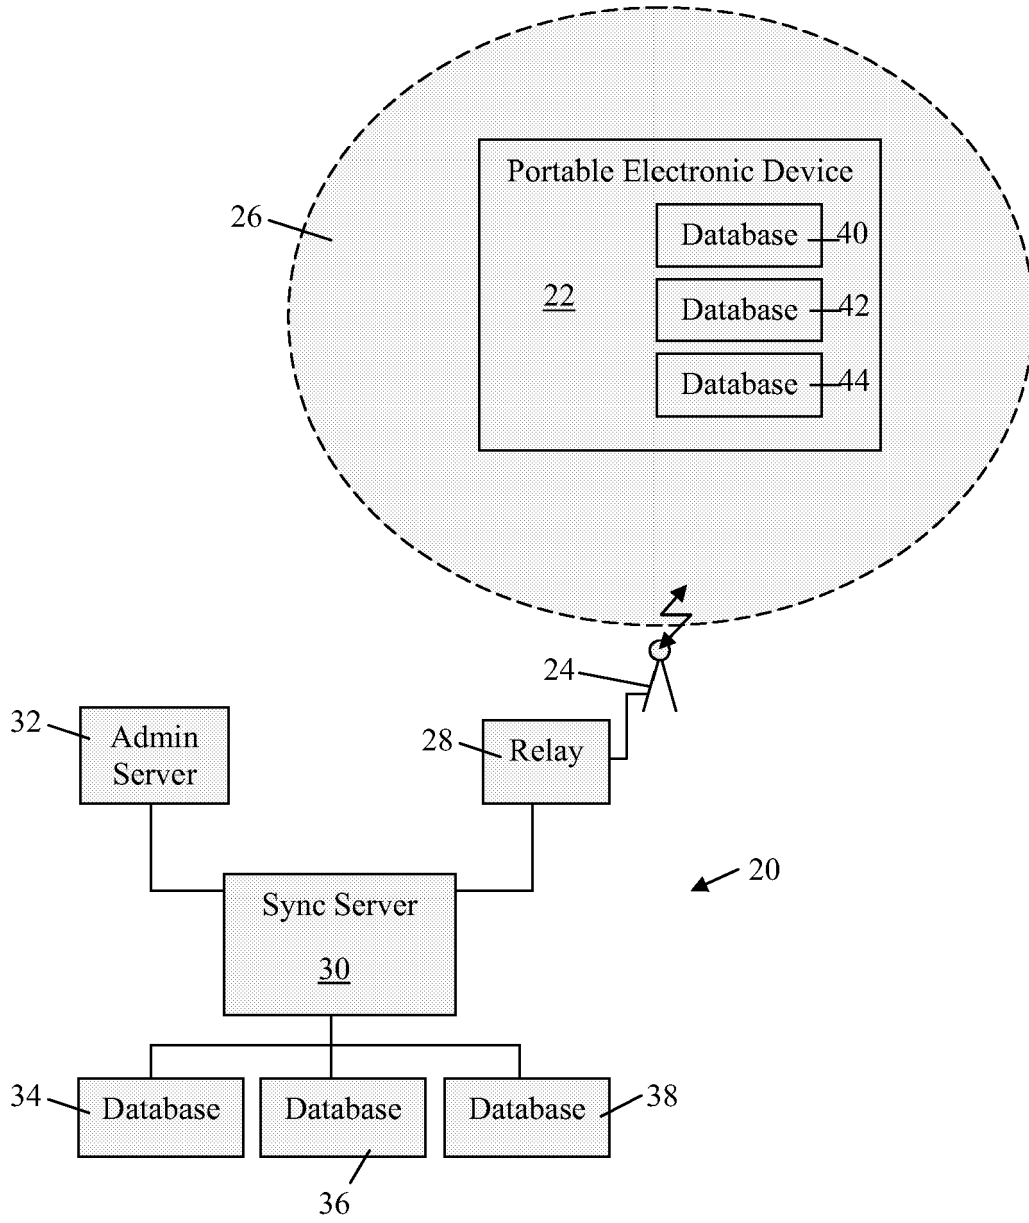 Portable Electronic Device
26
Database 40
22
Database 42
Database 44
24
32
Admin
Server
28
Relay
20
Sync Server
30
34
Database
Database
Database
38
36